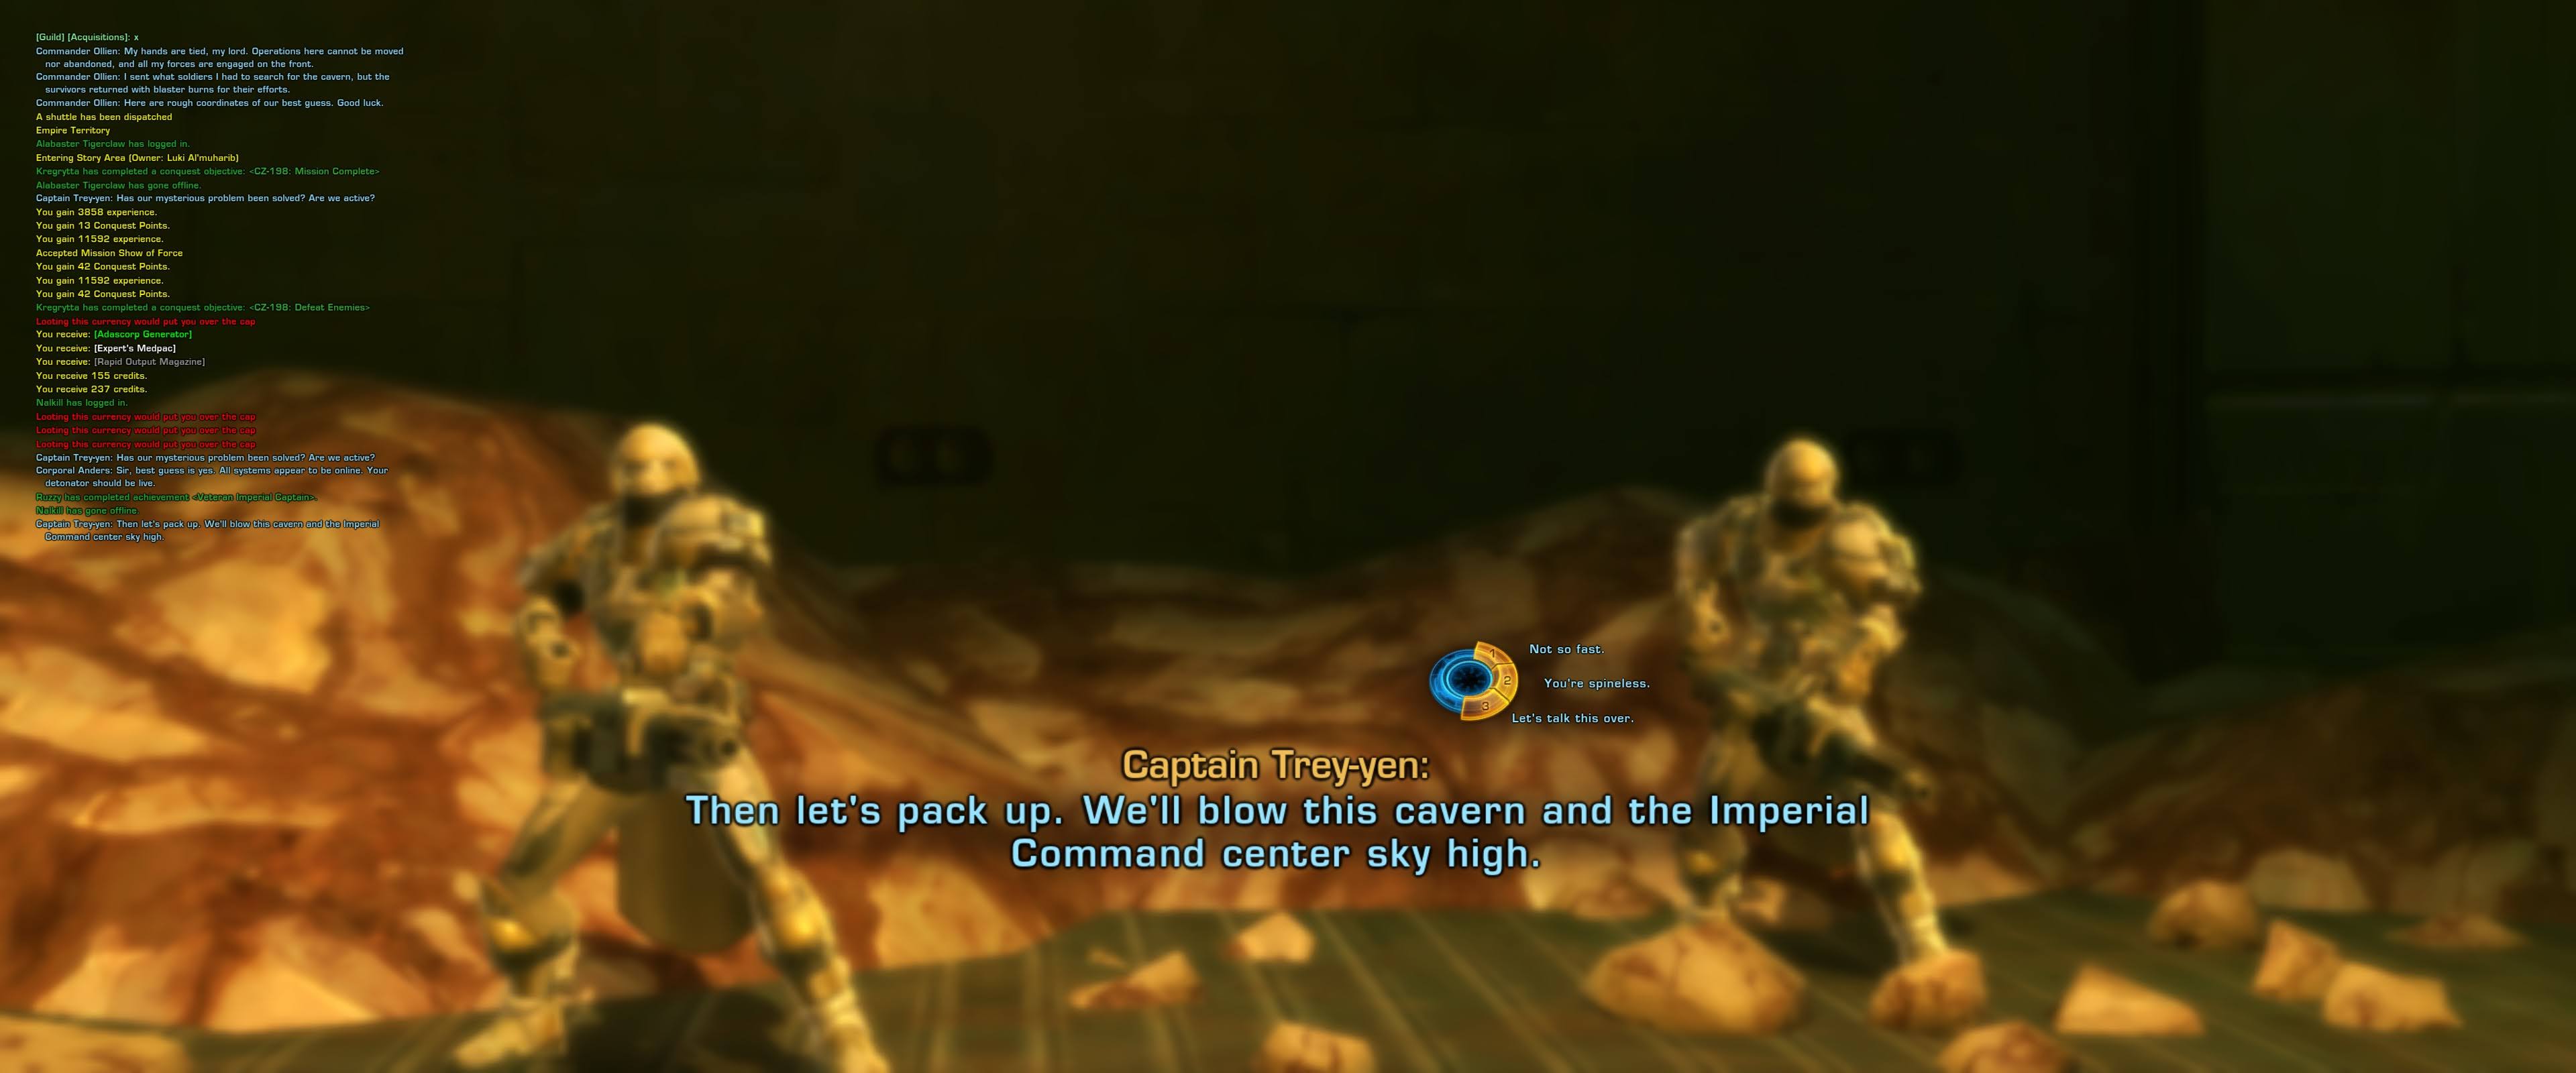 [Guild] [Acquisitions]: x
Commander Ollien: My hands are tied, my lord. Operations here cannot be moved
nor abandoned, and all my forces are engaged on the front.
Commander Ollien: I sent what soldiers I had to search for the cavern, but the
survivors returned with blaster burns for their efforts.
Commander Ollien: Here are rough coordinates of our best guess. Good luck.
A shuttle has been dispatched
Empire Territory
Alabaster Tigerclaw has logged in.
Entering Story Area (Owner: Luki Al'muharib)
Kregrytta has completed a conquest objective: <CZ-198: Mission Complete>
Alabaster Tigerclaw has gone offline.
Captain Trey-yen: Has our mysterious problem been solved? Are we active?
You gain 3858 experience.
You gain 13 Conquest Points.
You gain 11592 experience.
Accepted Mission Show of Force
You gain 42 Conquest Points.
You gain 11592 experience.
You gain 42 Conquest Points.
Kregrytta has completed a conquest objective: <CZ-198: Defeat Enemies>
Looting this currency would put you over the cap
You receive: [Adascorp Generator]
You receive: [Expert's Medpac]
You receive: [Rapid Output Magazine]
You receive 155 credits.
You receive 237 credits.
Nalkill has logged in.
Looting this currency would put you over the cap
Looting this currency would put you over the cap
Looting this currency would put you over the cap
Captain Trey-yen: Has our mysterious problem been solved? Are we active?
Corporal Anders: Sir, best guess is yes. All systems appear to be online. Your
detonator should be live.
Ruzzy has completed achievement <Veteran Imperial Captain>.
Nalkill has gone offline.
Captain Trey-yen: Then let's pack up. We'll blow this cavern and the Imperial
Command center sky high.
1 Not so fast.
2 You're spineless.
3 Let's talk this over.
Captain Trey-yen:
Then let's pack up. We'll blow this cavern and the Imperial
Command center sky high.